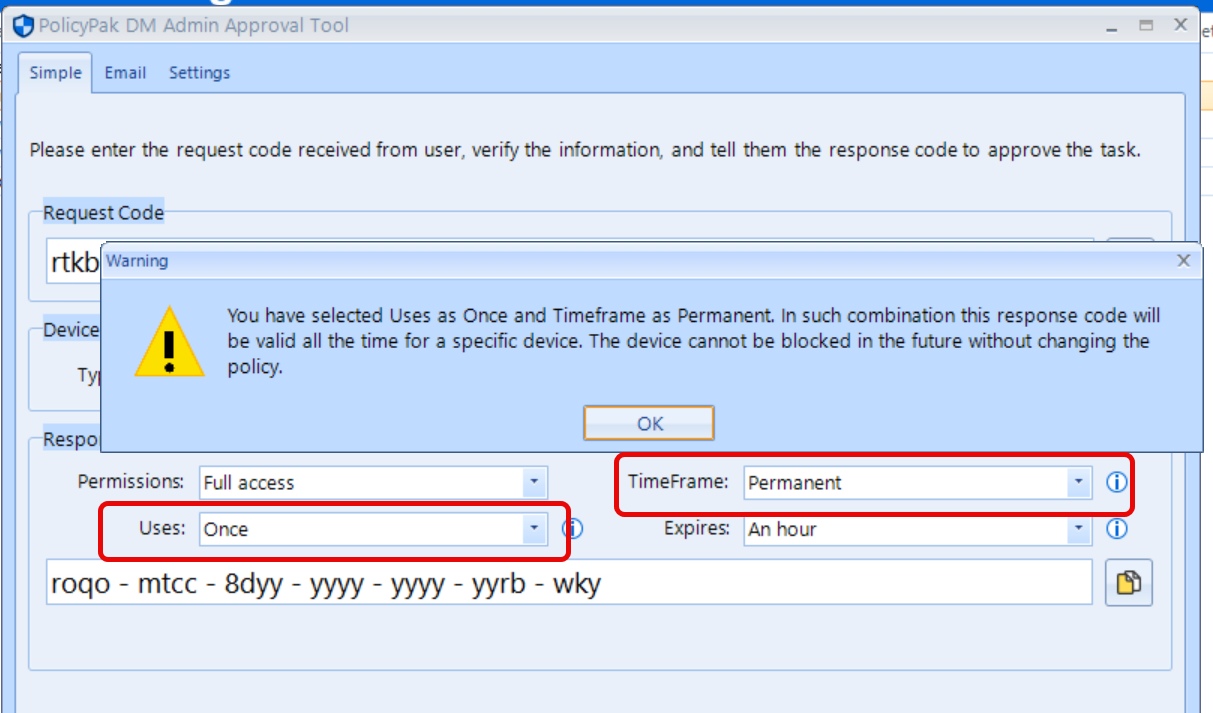 PolicyPak DM Admin Approval Tool
Simple Email Settings
Please enter the request code received from user, verify the information, and tell them the response code to approve the task.
Request Code
rtkb
Warning
You have selected Uses as Once and Timeframe as Permanent. In such combination this response code will
be valid all the time for a specific device. The device cannot be blocked in the future without changing the
policy.
OK
Device
Permissions: Full access TimeFrame: Permanent
Uses: Once Expires: An hour
roqo - mtcc - 8dyy - yyyy - yyyy - yyrb - wky